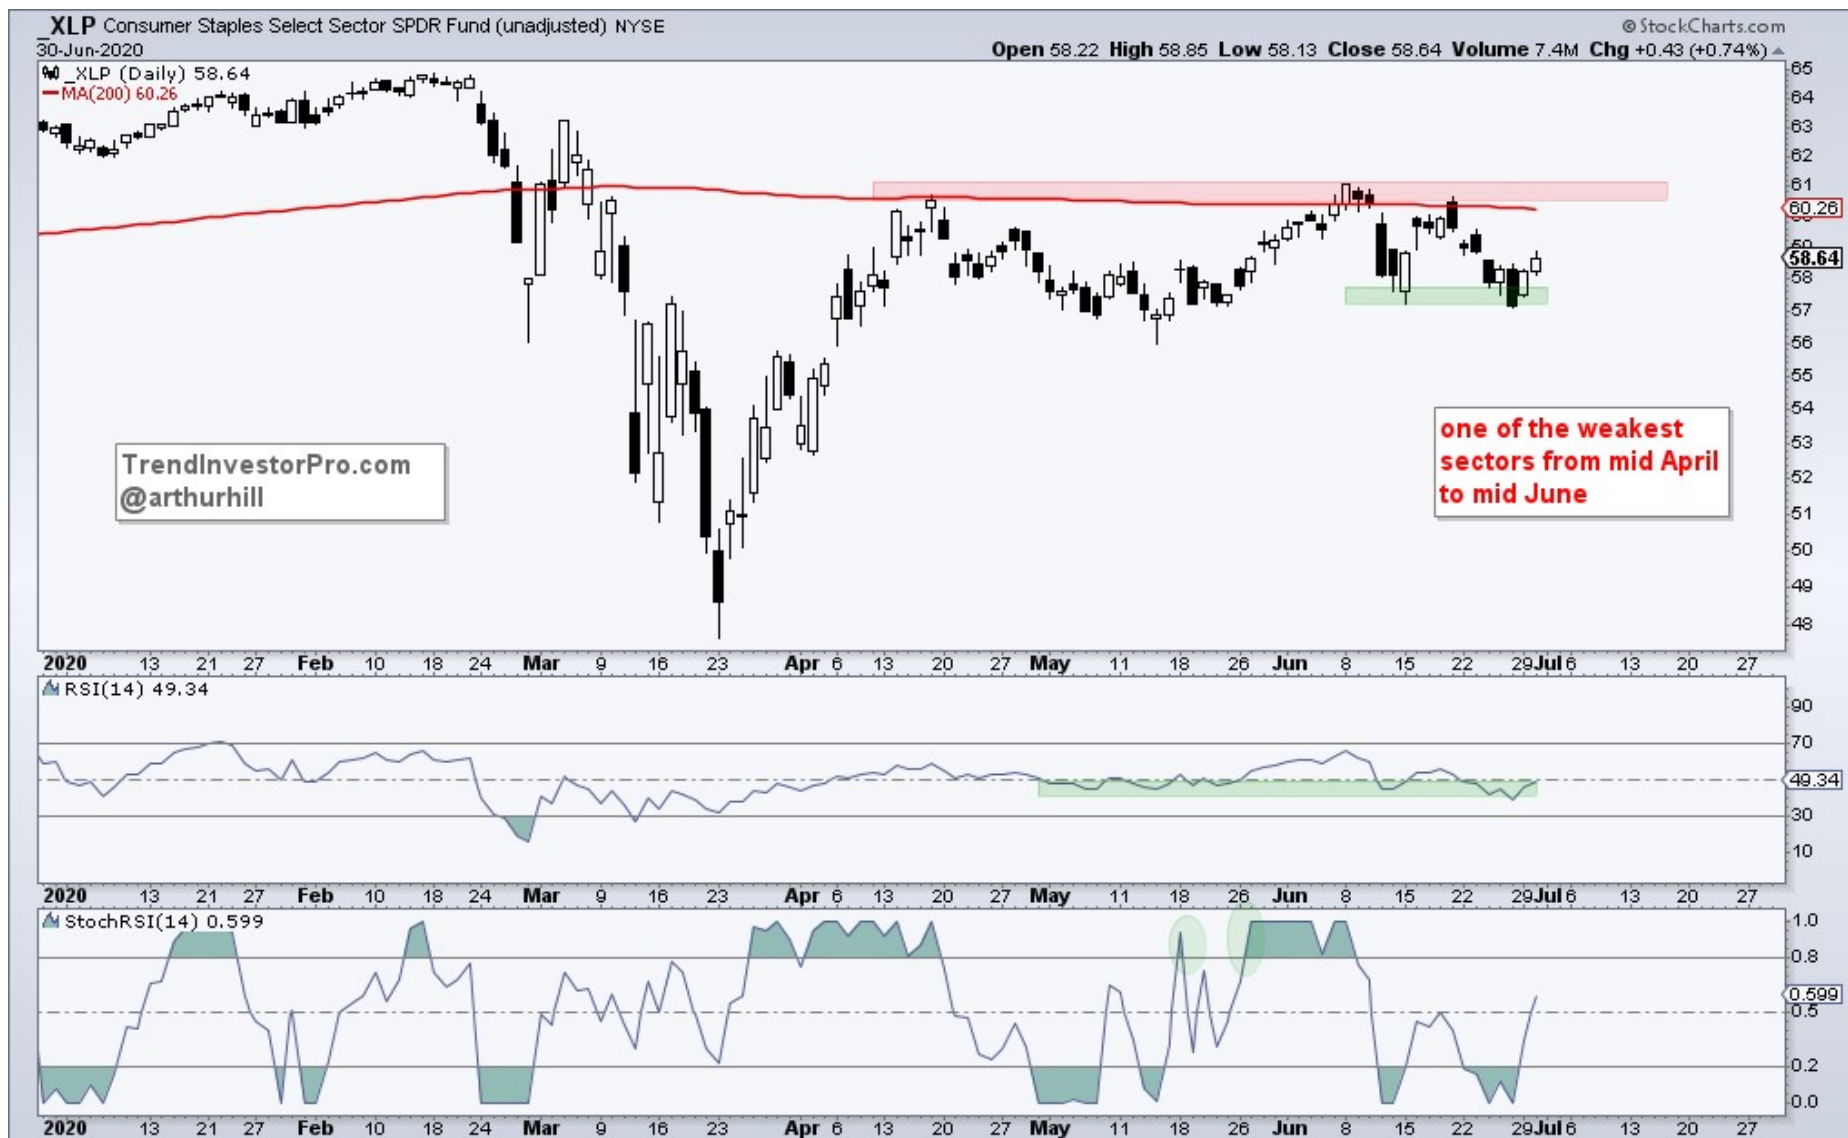 _XLP Consumer Staples Select Sector SPDR Fund (unadjusted) NYSE © StockCharts.com
30-Jun-2020 Open 58.22 High 58.85 Low 58.13 Close 58.64 Volume 7.4M Chg +0.43 (+0.74%)
_XLP (Daily) 58.64
MA(200) 60.26
65
64
63
62
61
60.26
58.64
58
57
56
55
54
53
52
51
50
49
48
one of the weakest
sectors from mid April
to mid June
TrendInvestorPro.com
@arthurhill
2020 13 21 27 Feb 10 18 24 Mar 9 16 23 Apr 6 13 20 27 May 11 18 26 Jun 8 15 22 29 Jul 6 13 20 27
RSI(14) 49.34
90
70
49.34
30
10
2020 13 21 27 Feb 10 18 24 Mar 9 16 23 Apr 6 13 20 27 May 11 18 26 Jun 8 15 22 29 Jul 6 13 20 27
StochRSI(14) 0.599
1.0
0.8
0.599
0.5
0.2
0.0
2020 13 21 27 Feb 10 18 24 Mar 9 16 23 Apr 6 13 20 27 May 11 18 26 Jun 8 15 22 29 Jul 6 13 20 27